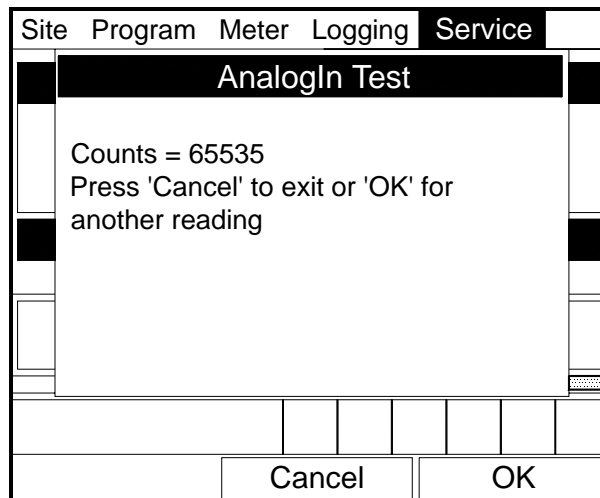 Site Program Meter Logging Service
AnalogIn Test
Counts = 65535
Press 'Cancel' to exit or 'OK' for
another reading
Cancel OK